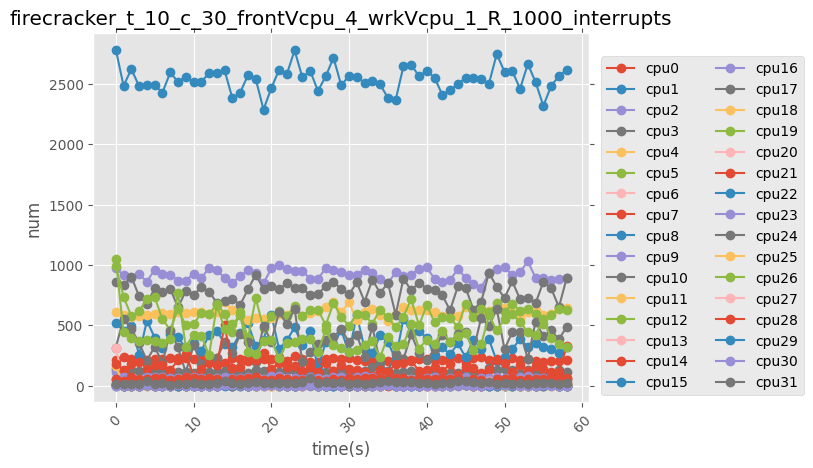 firecracker_t_10_c_30_frontVcpu_4_wrkVcpu_1_R_1000_interrupts
num
2500
2000
1500
1000
500
0
0
10
20
30
40
50
60
time(s)
cpu0
cpu1
cpu2
cpu3
cpu4
cpu5
cpu6
cpu7
cpu8
cpu9
cpu10
cpu11
cpu12
cpu13
cpu14
cpu15
cpu16
cpu17
cpu18
cpu19
cpu20
cpu21
cpu22
cpu23
cpu24
cpu25
cpu26
cpu27
cpu28
cpu29
cpu30
cpu31